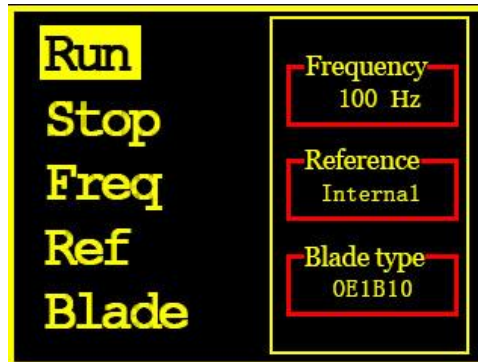 Run
Stop
Freq
Ref
Blade
Frequency
100 Hz
Reference
Internal
Blade type
0E1B10